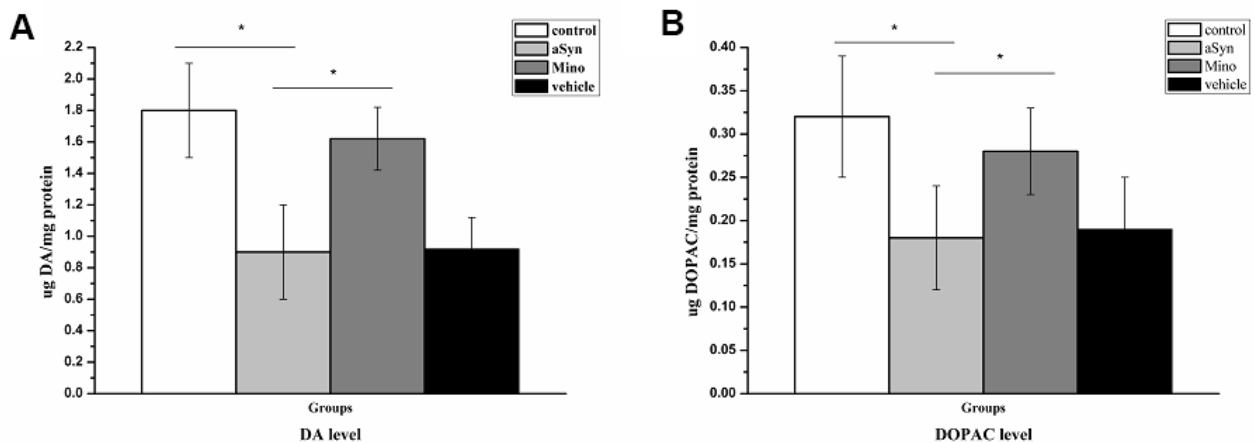 A
*
*
control
aSyn
Mino
vehicle
2.2
2.0
1.8
1.6
1.4
1.2
1.0
0.8
0.6
0.4
0.2
0.0
ug DA/mg protein
Groups
DA level
B
*
*
control
aSyn
Mino
vehicle
0.40
0.35
0.30
0.25
0.20
0.15
0.10
0.05
0.00
ug DOPAC/mg protein
Groups
DOPAC level